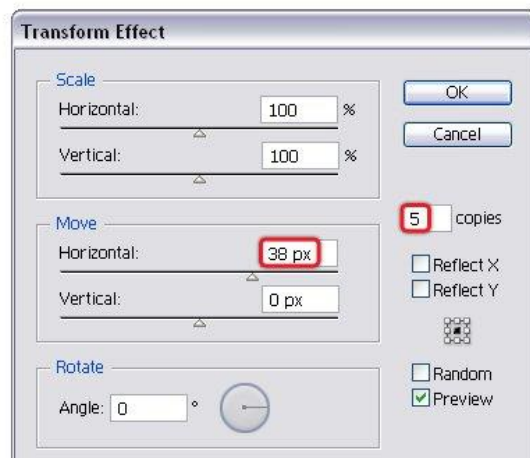 Transform Effect
Scale
Horizontal: 100 %
Vertical: 100 %
OK
Cancel
Move
Horizontal: 38 px
Vertical: 0 px
5 copies
Reflect X
Reflect Y
Rotate
Angle: 0 °
Random
Preview